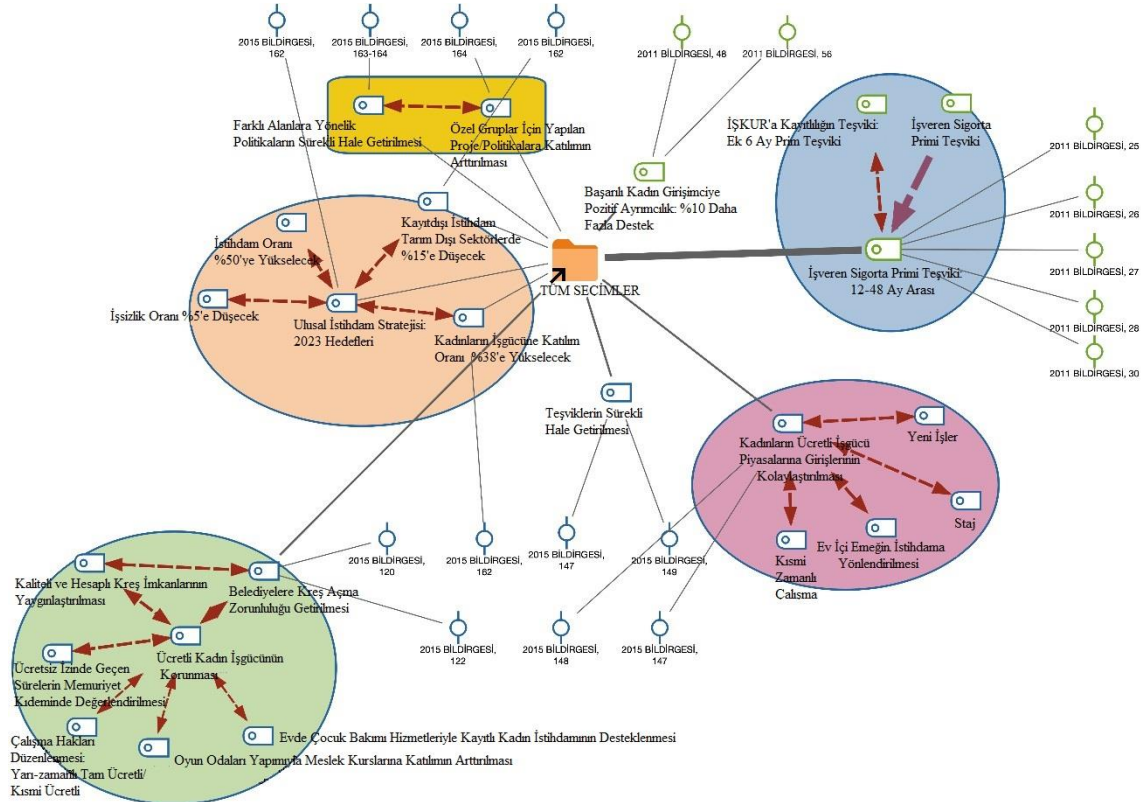 2015 BİLDİRGESİ,
162
2015 BİLDİRGESİ,
163-164
2015 BİLDİRGESİ,
164
2015 BİLDİRGESİ,
162
2011 BİLDİRGESİ, 48
2011 BİLDİRGESİ, 56
Farklı Alanlara Yönelik
Politikaların Sürekli Hale Getirilmesi
Özel Gruplar İçin Yapılan
Proje/Politikalara Katılımın
Arttırılması
İŞKUR'a Kayıtlılığın Teşviki:
Ek 6 Ay Prim Teşviki
İşveren Sigorta
Primi Teşviki
2011 BİLDİRGESİ, 25
2011 BİLDİRGESİ, 26
2011 BİLDİRGESİ, 27
2011 BİLDİRGESİ, 28
2011 BİLDİRGESİ, 30
Başarılı Kadın Girişimciye
Pozitif Ayrımcılık: %10 Daha
Fazla Destek
İşveren Sigorta Primi Teşviki:
12-48 Ay Arası
İstihdam Oranı
%50'ye Yükselecek
Kayıtdışı İstihdam
Tarım Dışı Sektörlerde
%15'e Düşecek
TÜM SEÇİMLER
İşsizlik Oranı %5'e Düşecek
Ulusal İstihdam Stratejisi:
2023 Hedefleri
Kadınların İşgücüne Katılım
Oranı %38'e Yükselecek
Teşviklerin Sürekli
Hale Getirilmesi
Kadınların Ücretli İşgücü
Piyasalarına Girişlerinin
Kolaylaştırılması
Yeni İşler
Staj
Ev İçi Emeğin İstihdama
Yönlendirilmesi
Kısmi
Zamanlı
Çalışma
2015 BİLDİRGESİ,
120
2015 BİLDİRGESİ,
162
2015 BİLDİRGESİ,
147
2015 BİLDİRGESİ,
149
2015 BİLDİRGESİ,
122
2015 BİLDİRGESİ,
148
2015 BİLDİRGESİ,
147
Kaliteli ve Hesaplı Kreş İmkanlarının
Yaygınlaştırılması
Belediyelere Kreş Açma
Zorunluluğu Getirilmesi
Ücretli Kadın İşgücünün
Korunması
Ücretsiz İzinde Geçen
Sürelerin Memuriyet
Kıdeminde Değerlendirilmesi
Çalışma Hakları
Düzenlenmesi:
Yarı-zamanlı Tam Ücretli/
Kısmi Ücretli
Oyun Odaları Yapımıyla Meslek Kurslarına Katılımın Arttırılması
Evde Çocuk Bakımı Hizmetleriyle Kayıtlı Kadın İstihdamının Desteklenmesi